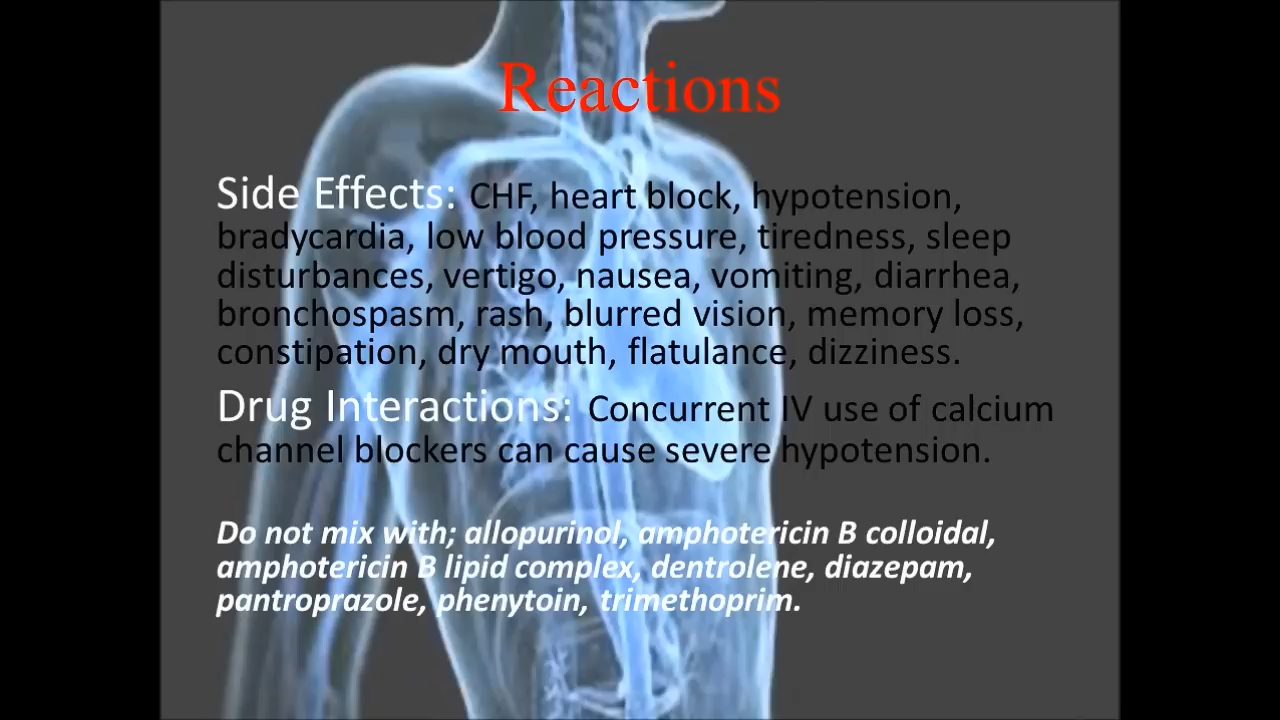 Reactions
Side Effects: CHF, heart block, hypotension,
bradycardia, low blood pressure, tiredness, sleep
disturbances, vertigo, nausea, vomiting, diarrhea,
bronchospasm, rash, blurred vision, memory loss,
constipation, dry mouth, flatulance, dizziness.
Drug Interactions: Concurrent IV use of calcium
channel blockers can cause severe hypotension.
Do not mix with; allopurinol, amphotericin B colloidal,
amphotericin B lipid complex, dentrolene, diazepam,
pantroprazole, phenytoin, trimethoprim.